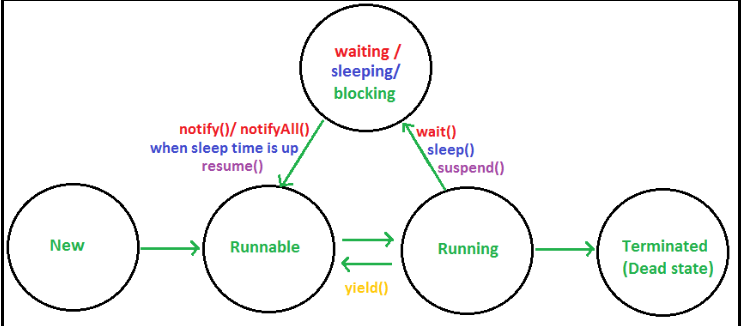 waiting /
sleeping/
blocking
notify()/ notifyAll()
when sleep time is up
resume()
wait()
sleep()
suspend()
New
Runnable
Running
Terminated
(Dead state)
yield()